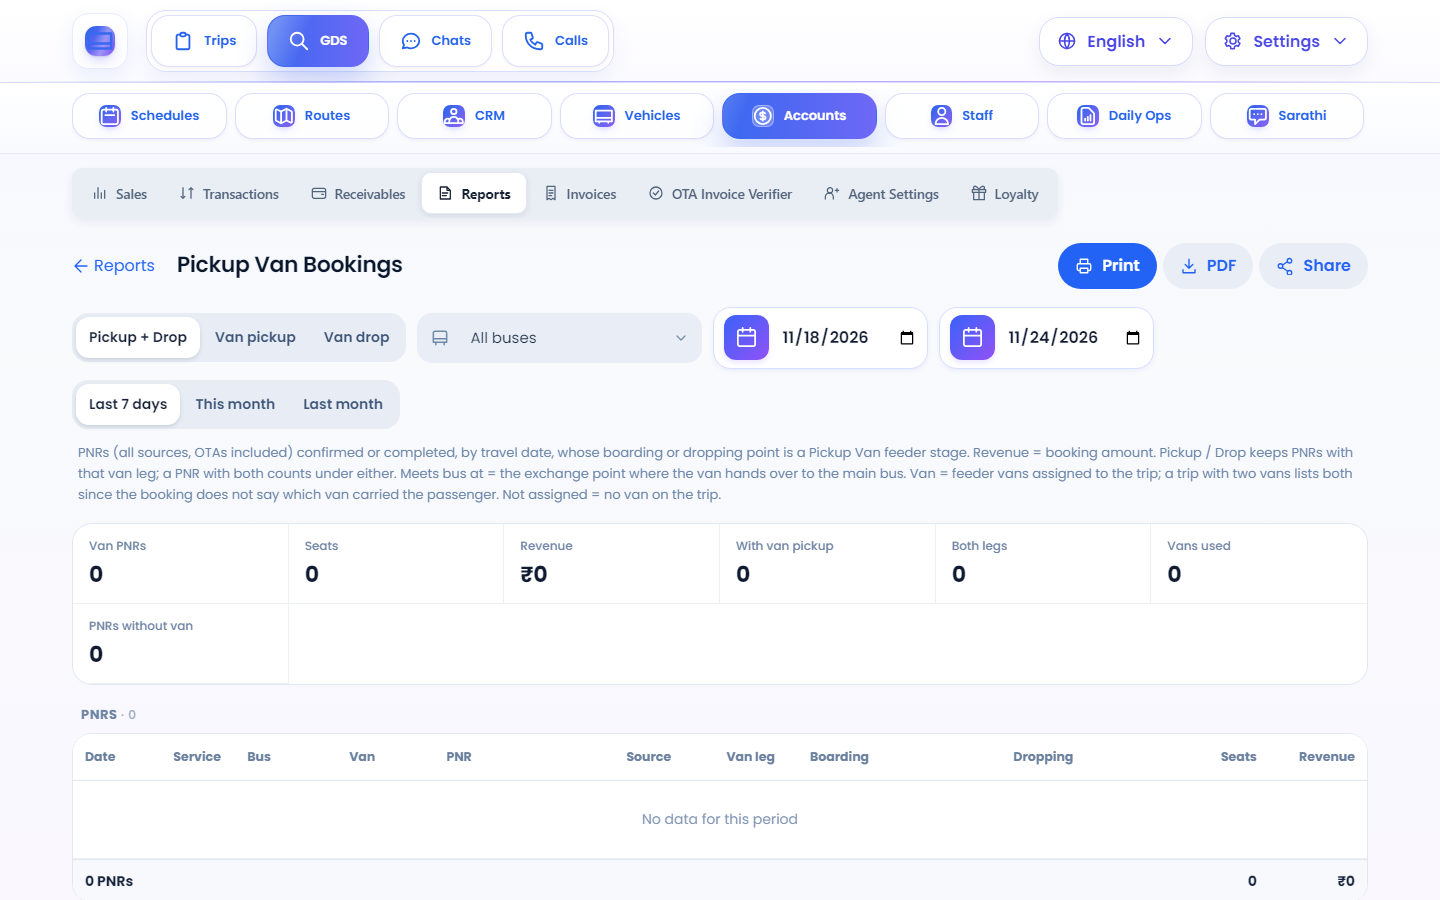 Trips
GDS
Chats
Calls
English
Settings
Schedules
Routes
CRM
Vehicles
Accounts
Staff
Daily Ops
Sarathi
Sales
Transactions
Receivables
Reports
Invoices
OTA Invoice Verifier
Agent Settings
Loyalty
Reports
Pickup Van Bookings
Print
PDF
Share
Pickup + Drop
Van pickup
Van drop
All buses
11/18/2026
11/24/2026
Last 7 days
This month
Last month
PNRs (all sources, OTAs included) confirmed or completed, by travel date, whose boarding or dropping point is a Pickup Van feeder stage. Revenue = booking amount. Pickup / Drop keeps PNRs with
that van leg; a PNR with both counts under either. Meets bus at = the exchange point where the van hands over to the main bus. Van = feeder vans assigned to the trip; a trip with two vans lists both
since the booking does not say which van carried the passenger. Not assigned = no van on the trip.
Van PNRs
0
Seats
0
Revenue
₹0
With van pickup
0
Both legs
0
Vans used
0
PNRs without van
0
PNRS · 0
Date Service Bus Van PNR Source Van leg Boarding Dropping Seats Revenue
No data for this period
0 PNRs 0 ₹0